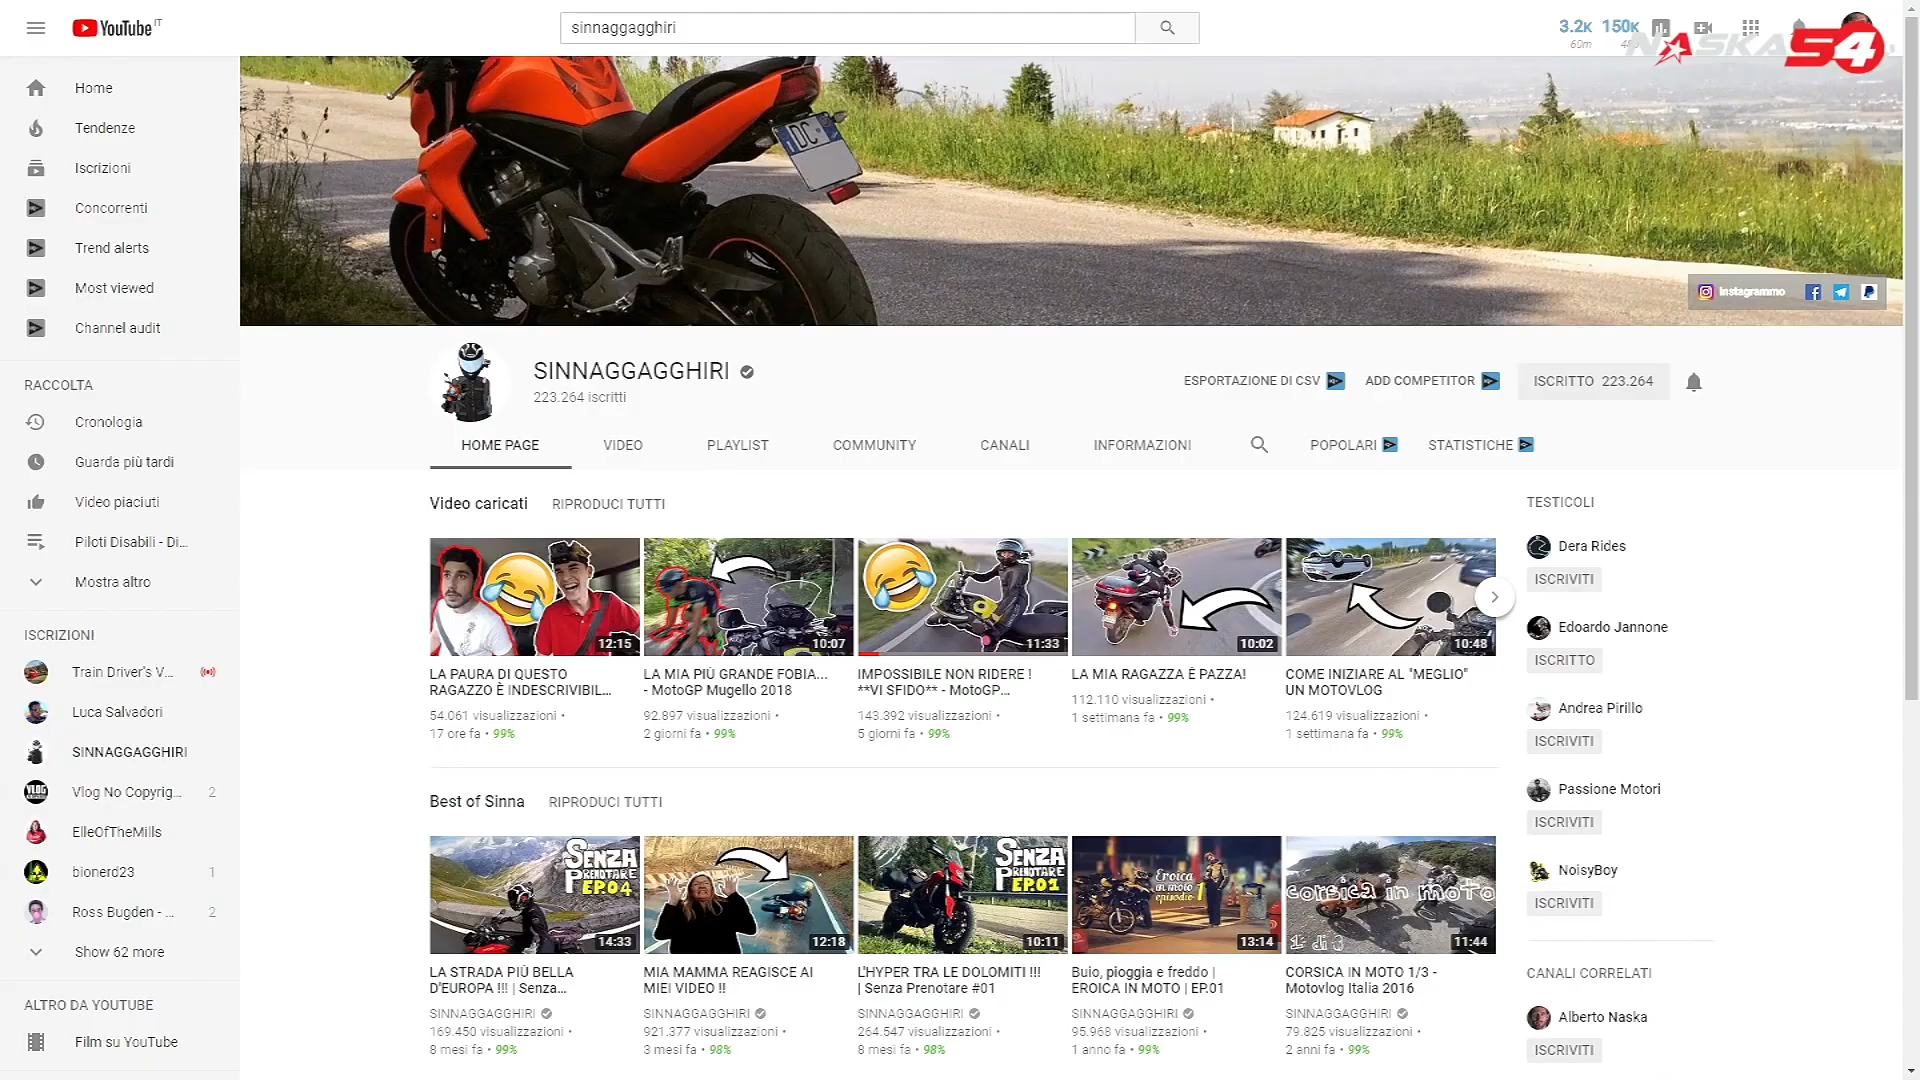 YouTube IT
sinnaggagghiri
3.2K 150K
60m
NASKA 54
Home
Tendenze
Iscrizioni
Concorrenti
Trend alerts
Most viewed
Channel audit
RACCOLTA
Cronologia
Guarda più tardi
Video piaciuti
Piloti Disabili - Di...
Mostra altro
ISCRIZIONI
Train Driver's V...
Luca Salvadori
SINNAGGAGGHIRI
Vlog No Copyrig... 2
ElleOfTheMills
bionerd23 1
Ross Bugden - ... 2
Show 62 more
ALTRO DA YOUTUBE
Film su YouTube
DC
Instagrammo
SINNAGGAGGHIRI
223.264 iscritti
ESPORTAZIONE DI CSV ADD COMPETITOR ISCRITTO 223.264
HOME PAGE VIDEO PLAYLIST COMMUNITY CANALI INFORMAZIONI POPOLARI STATISTICHE
Video caricati RIPRODUCI TUTTI
12:15 10:07 11:33 10:02 10:48
LA PAURA DI QUESTO
RAGAZZO È INDESCRIVIBIL...
54.061 visualizzazioni •
17 ore fa • 99%
LA MIA PIÙ GRANDE FOBIA...
- MotoGP Mugello 2018
92.897 visualizzazioni •
2 giorni fa • 99%
IMPOSSIBILE NON RIDERE !
**VI SFIDO** - MotoGP...
143.392 visualizzazioni •
5 giorni fa • 99%
LA MIA RAGAZZA È PAZZA!
112.110 visualizzazioni •
1 settimana fa • 99%
COME INIZIARE AL "MEGLIO"
UN MOTOVLOG
124.619 visualizzazioni •
1 settimana fa • 99%
Best of Sinna RIPRODUCI TUTTI
SENZA
PRENOTARE
EP.04
14:33
12:18
SENZA
PRENOTARE
EP.01
10:11
Eroica
in moto
episodio 1
13:14
corsica in moto
1° di 3
11:44
LA STRADA PIÙ BELLA
D'EUROPA !!! | Senza...
SINNAGGAGGHIRI
169.450 visualizzazioni •
8 mesi fa • 99%
MIA MAMMA REAGISCE AI
MIEI VIDEO !!
SINNAGGAGGHIRI
921.377 visualizzazioni •
3 mesi fa • 98%
L'HYPER TRA LE DOLOMITI !!!
| Senza Prenotare #01
SINNAGGAGGHIRI
264.547 visualizzazioni •
8 mesi fa • 98%
Buio, pioggia e freddo |
EROICA IN MOTO | EP.01
SINNAGGAGGHIRI
95.968 visualizzazioni •
1 anno fa • 99%
CORSICA IN MOTO 1/3 -
Motovlog Italia 2016
SINNAGGAGGHIRI
79.825 visualizzazioni •
2 anni fa • 99%
TESTICOLI
Dera Rides
ISCRIVITI
Edoardo Jannone
ISCRITTO
Andrea Pirillo
ISCRIVITI
Passione Motori
ISCRIVITI
NoisyBoy
ISCRIVITI
CANALI CORRELATI
Alberto Naska
ISCRIVITI